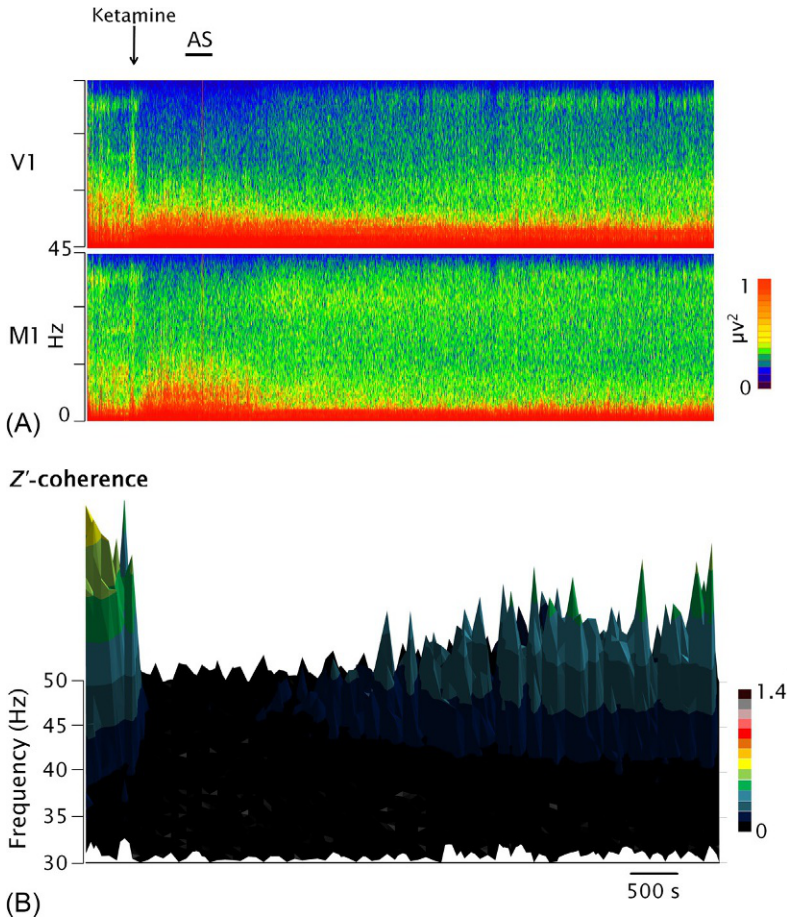 Ketamine
AS
V1
45
M1
Hz
0
(A)
1
μv²
0
Z'-coherence
50
45
40
35
30
Frequency (Hz)
1.4
0
500 s
(B)